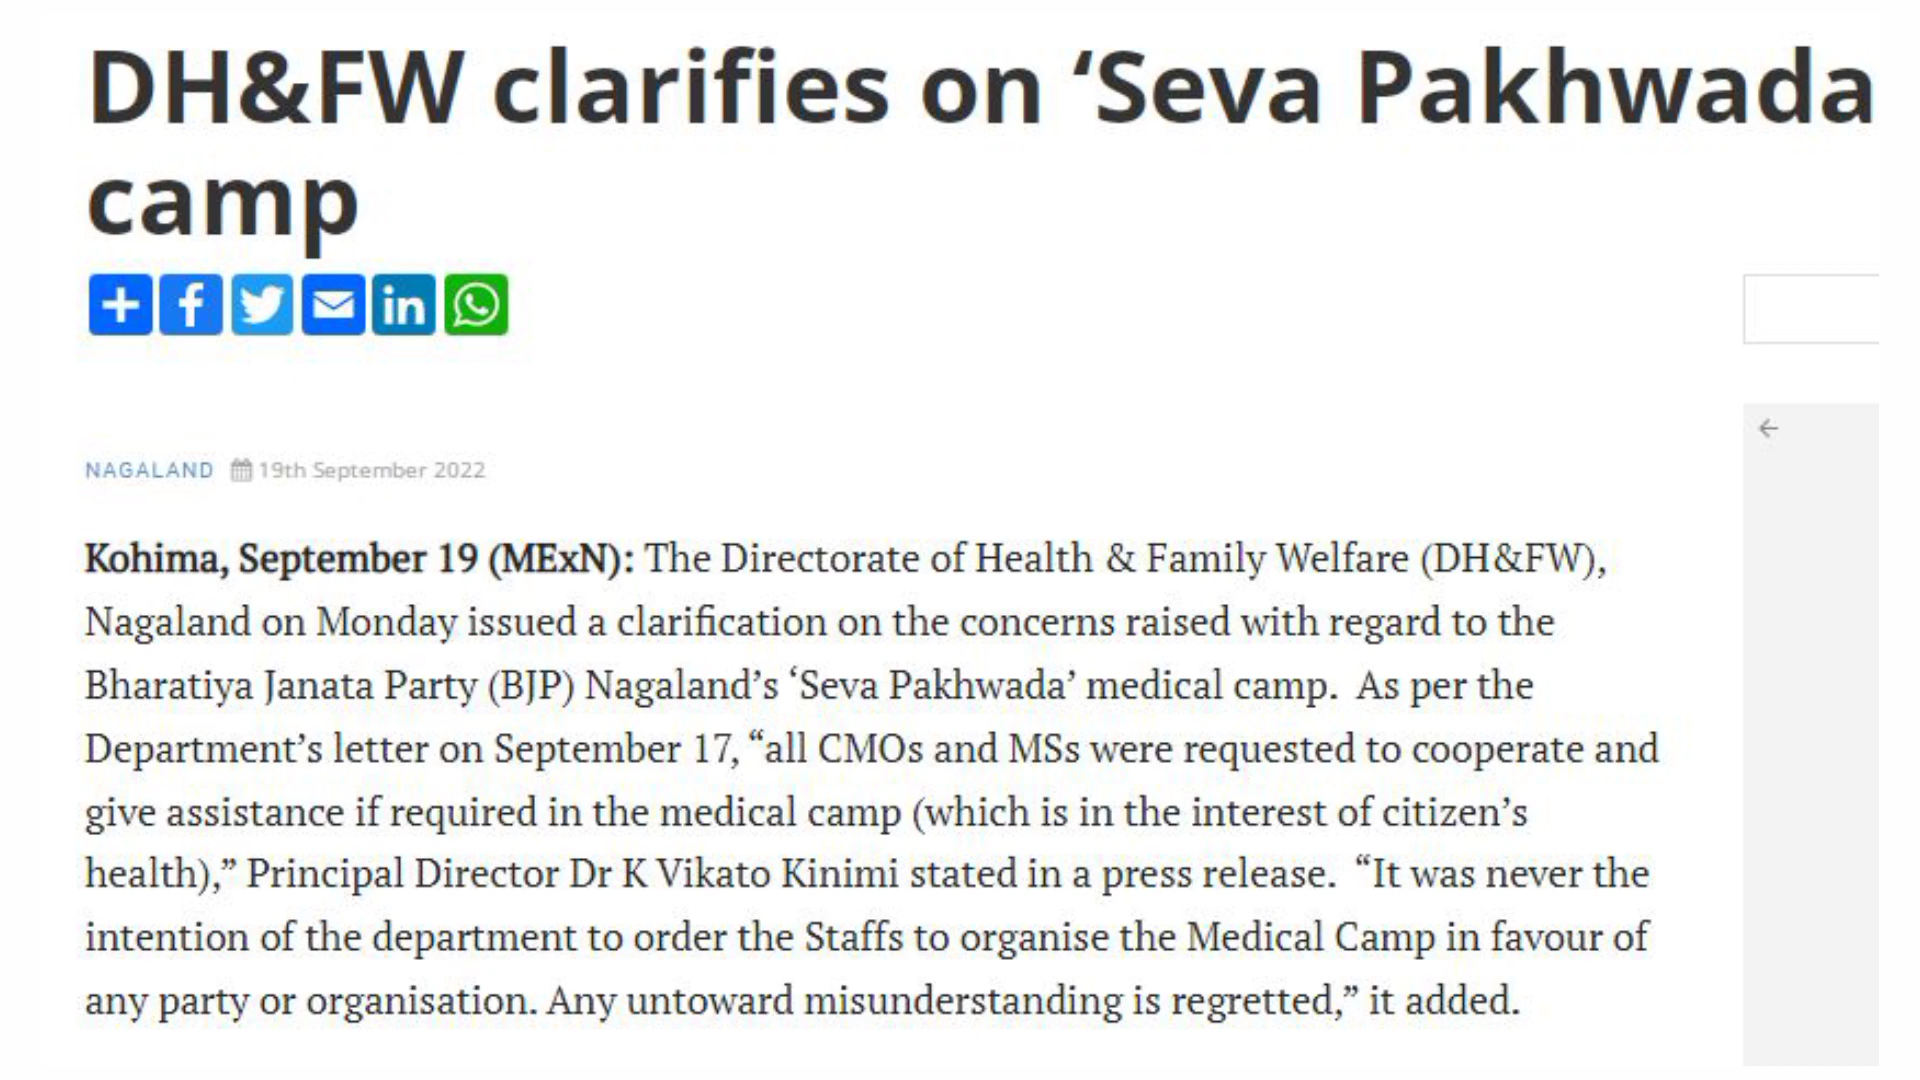 DH&FW clarifies on ‘Seva Pakhwada
camp
NAGALAND 19th September 2022
Kohima, September 19 (MExN): The Directorate of Health & Family Welfare (DH&FW),
Nagaland on Monday issued a clarification on the concerns raised with regard to the
Bharatiya Janata Party (BJP) Nagaland’s ‘Seva Pakhwada’ medical camp. As per the
Department’s letter on September 17, “all CMOs and MSs were requested to cooperate and
give assistance if required in the medical camp (which is in the interest of citizen’s
health),” Principal Director Dr K Vikato Kinimi stated in a press release. “It was never the
intention of the department to order the Staffs to organise the Medical Camp in favour of
any party or organisation. Any untoward misunderstanding is regretted,” it added.